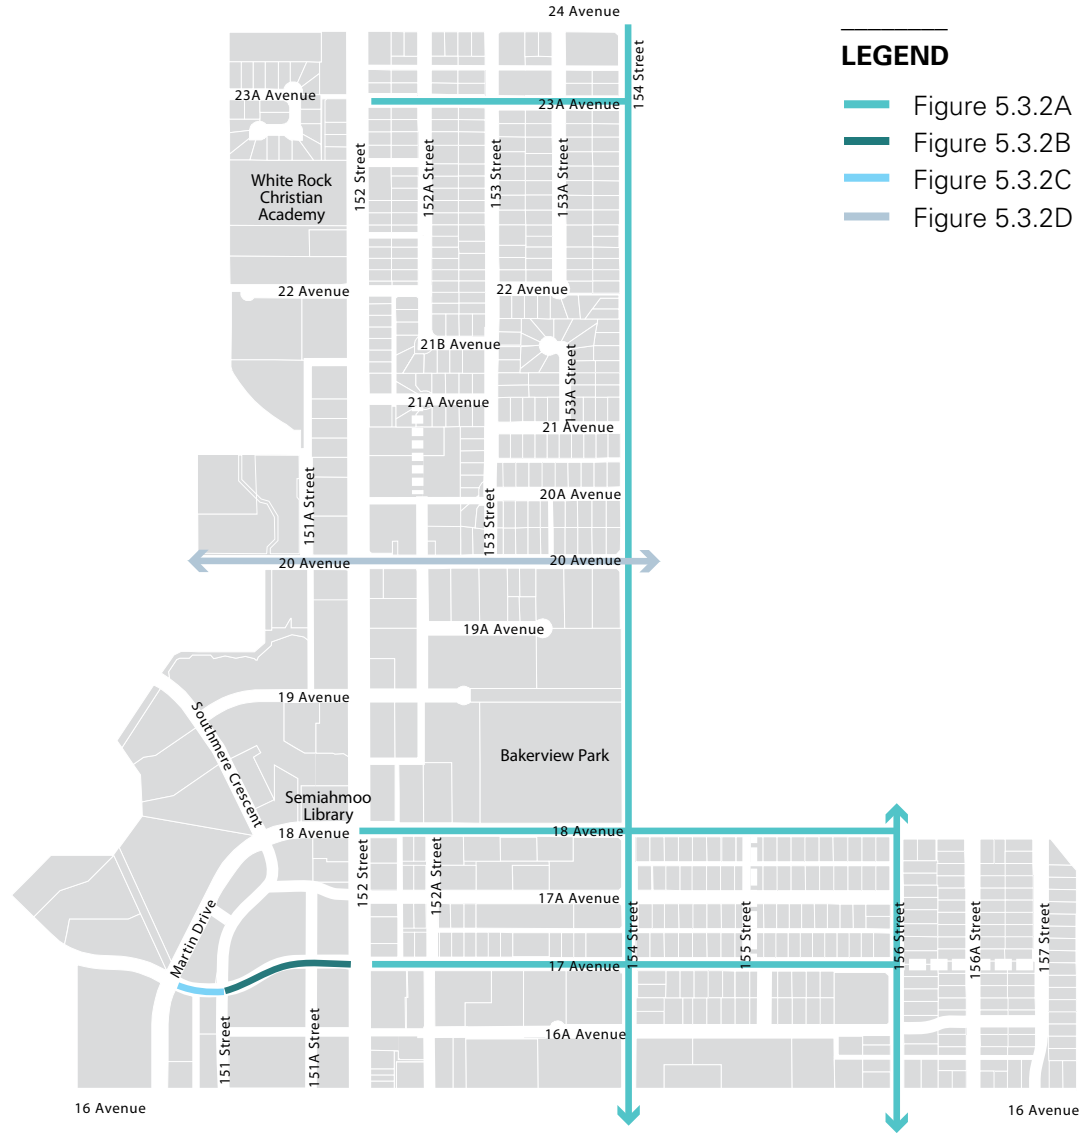 24 Avenue
154 Street
LEGEND
Figure 5.3.2A
Figure 5.3.2B
Figure 5.3.2C
Figure 5.3.2D
23A Avenue
23A Avenue
152 Street
152A Street
153 Street
153A Street
White Rock
Christian
Academy
22 Avenue
22 Avenue
21B Avenue
153A Street
21A Avenue
21 Avenue
151A Street
20A Avenue
153 Street
20 Avenue
20 Avenue
19A Avenue
19 Avenue
Southmere Crescent
Bakerview Park
Semiahmoo
Library
18 Avenue
18 Avenue
152 Street
152A Street
17A Avenue
Martin Drive
154 Street
155 Street
156 Street
156A Street
157 Street
17 Avenue
151 Street
151A Street
16A Avenue
16 Avenue
16 Avenue